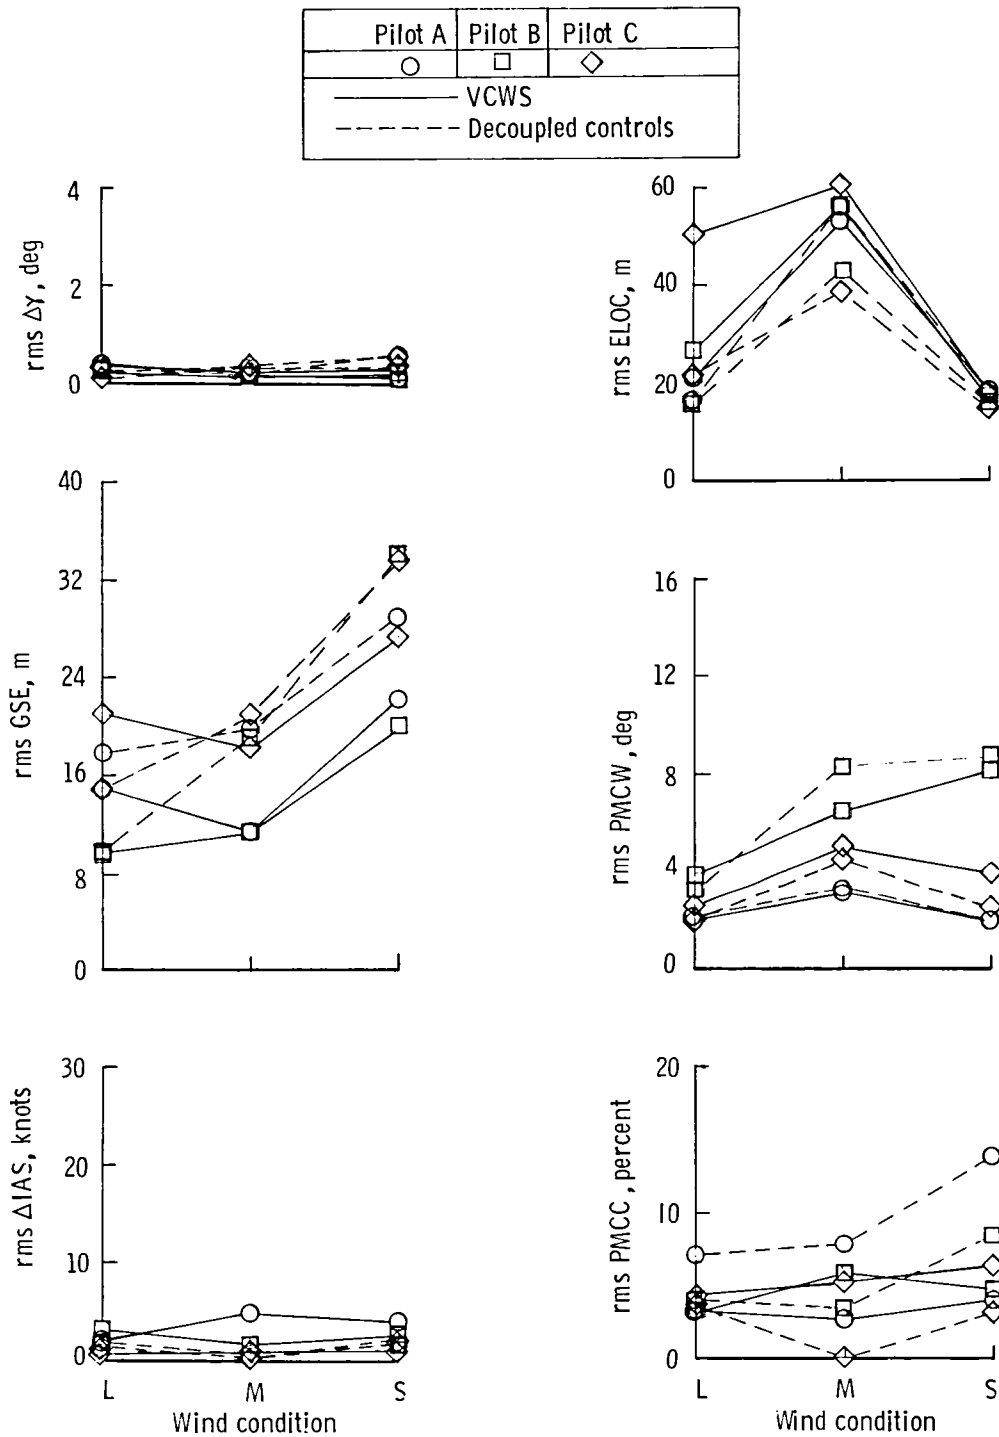 Pilot A Pilot B Pilot C
VCWS
Decoupled controls
4
2
0
rms Δγ, deg
60
40
20
0
rms ELOC, m
40
32
24
16
8
0
rms GSE, m
16
12
8
4
0
rms PMCW, deg
30
20
10
0
rms ΔIAS, knots
L M S
Wind condition
20
10
0
rms PMCC, percent
L M S
Wind condition